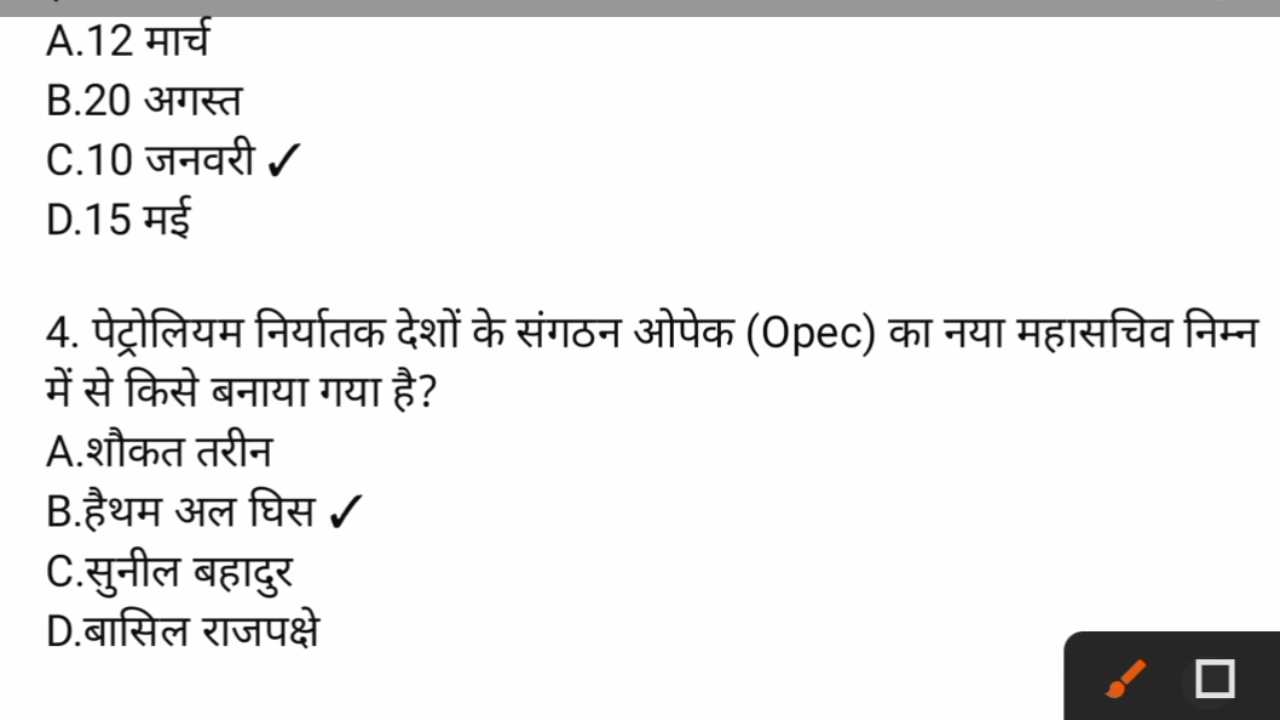 A.12 मार्च
B.20 अगस्त
C.10 जनवरी ✓
D.15 मई
4. पेट्रोलियम निर्यातक देशों के संगठन ओपेक (Opec) का नया महासचिव निम्न
में से किसे बनाया गया है?
A.शौकत तरीन
B.हैथम अल घिस ✓
C.सुनील बहादुर
D.बासिल राजपक्षे